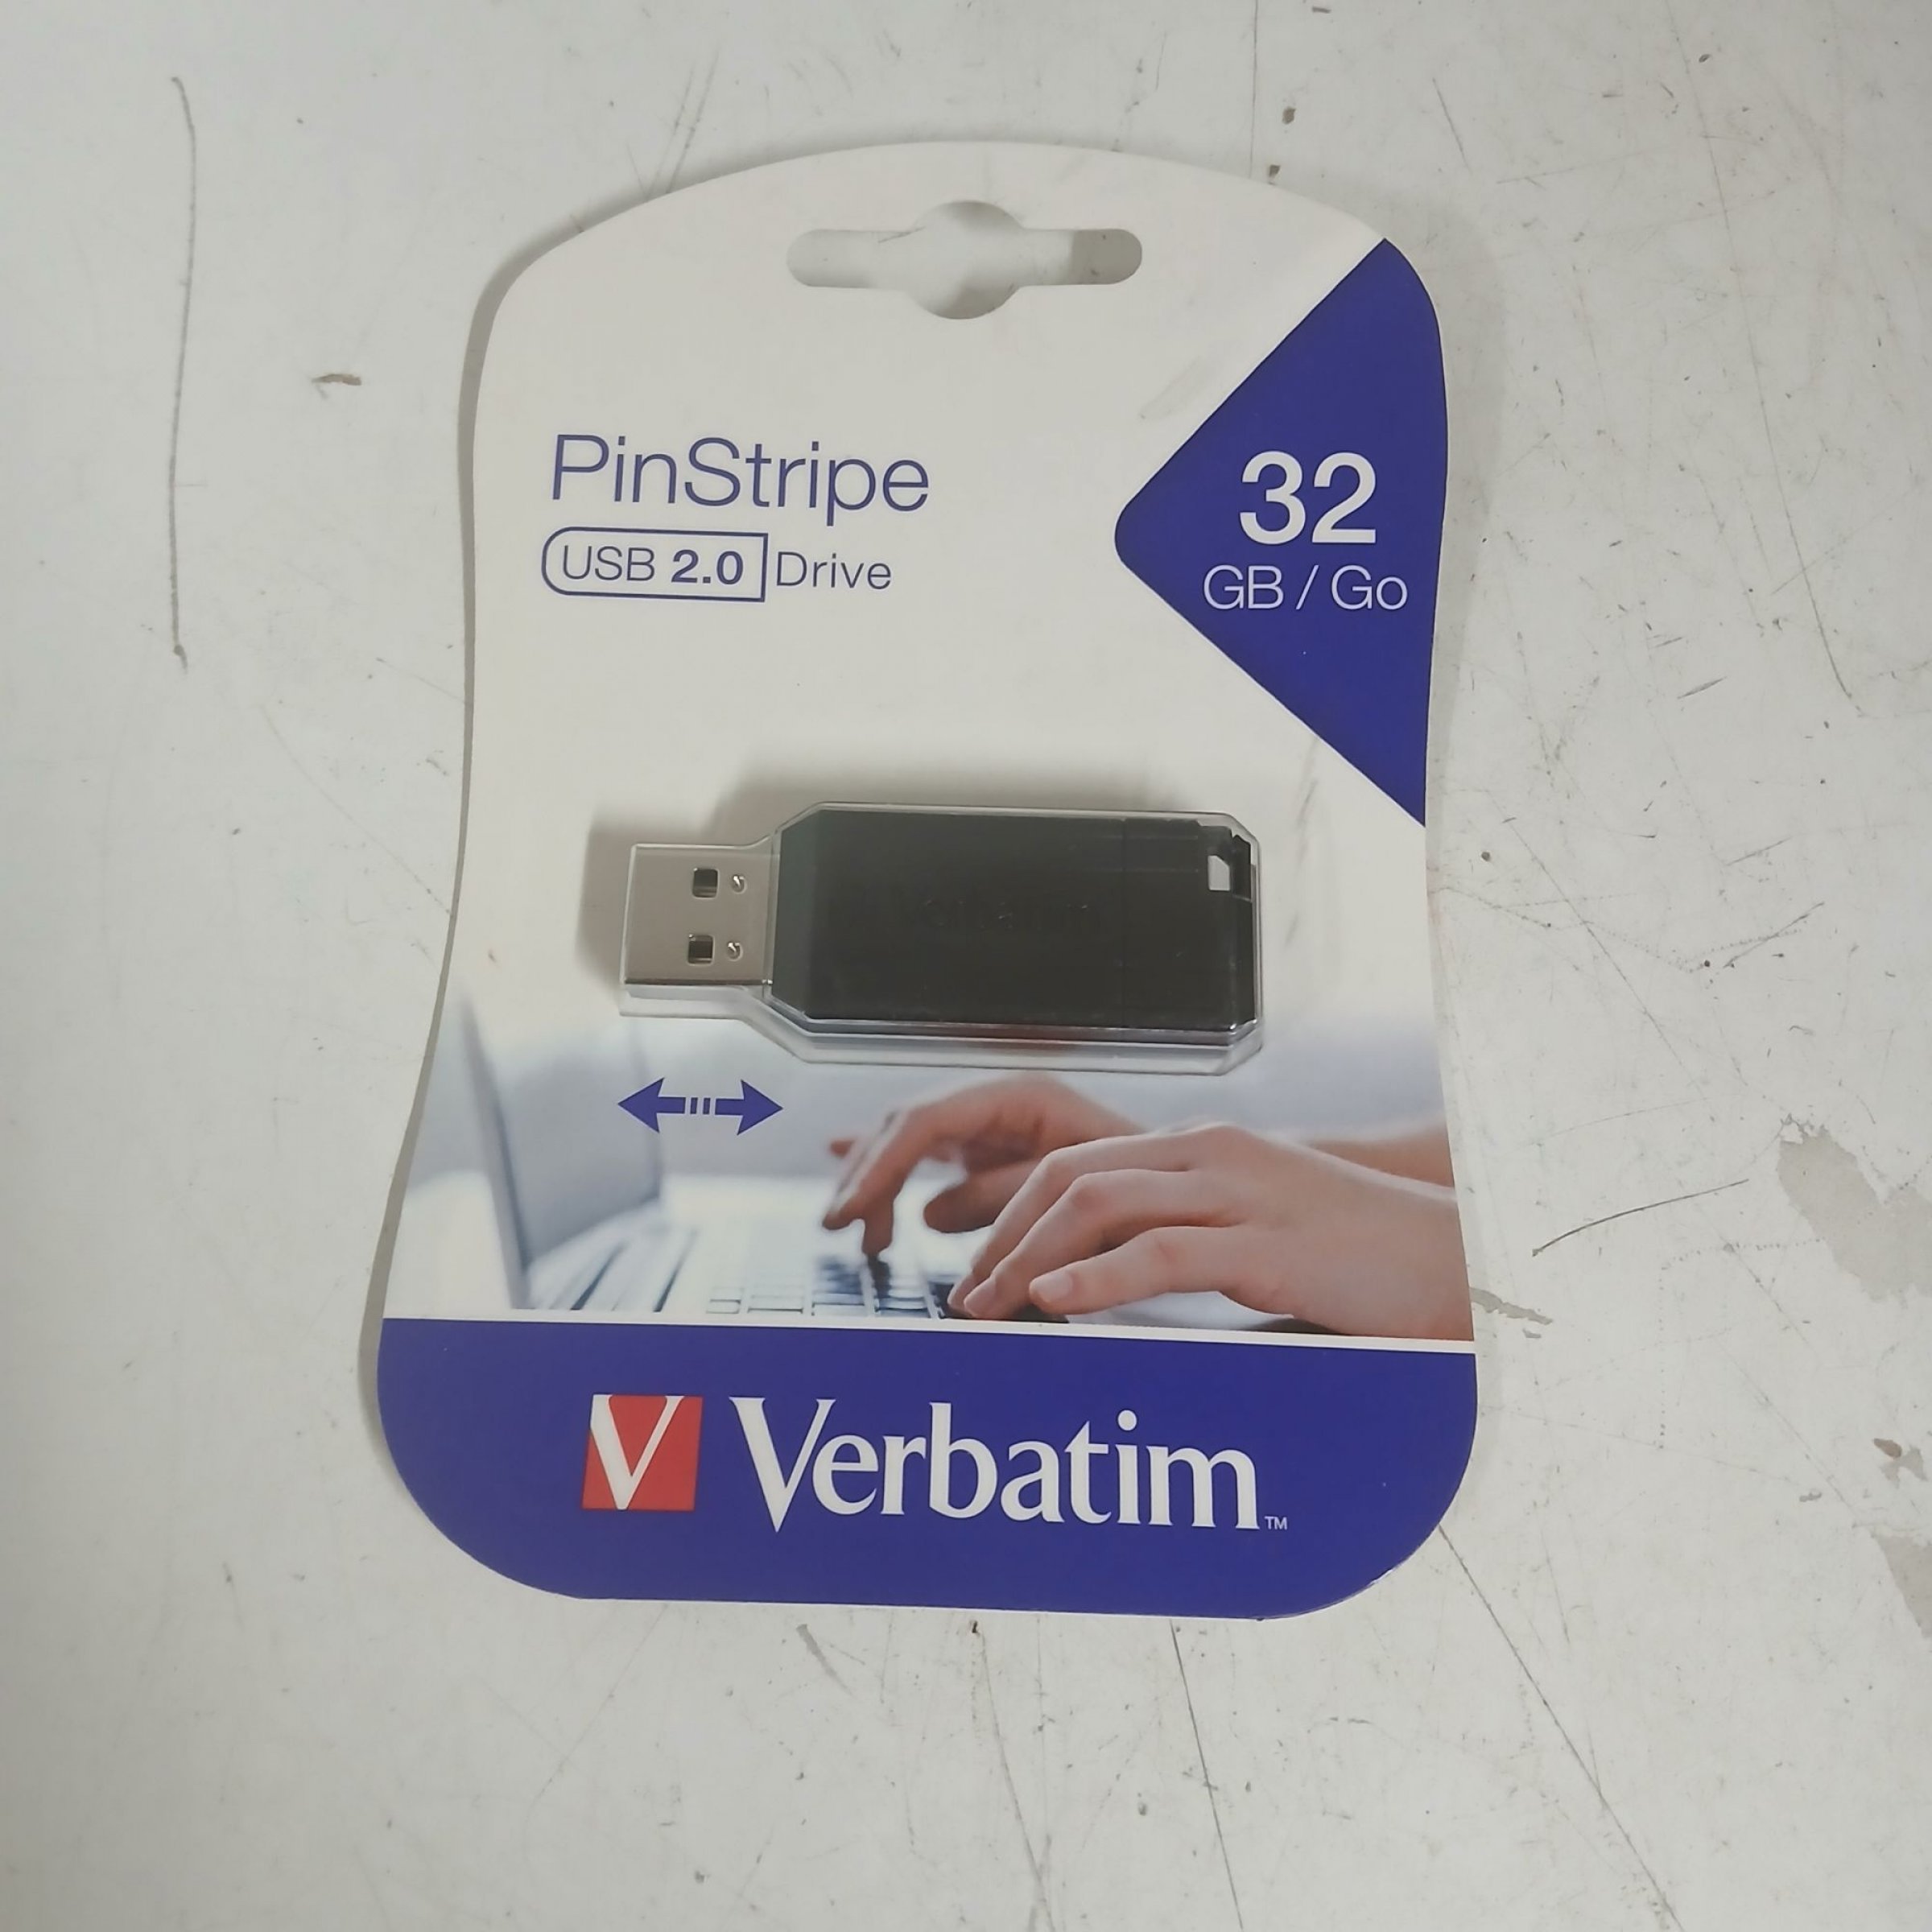 PinStripe
USB 2.0 Drive
32
GB / Go
Verbatim
V Verbatim™